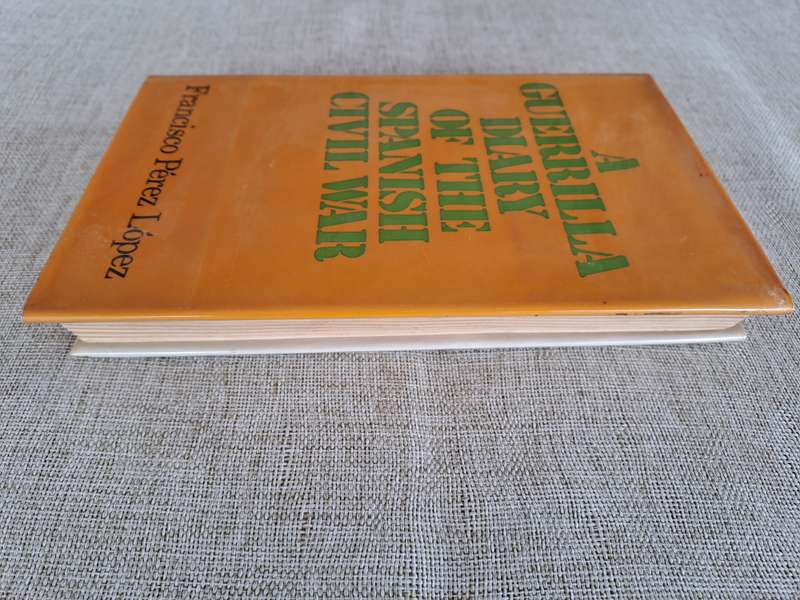 A
GUERRILLA
DIARY
OF THE
SPANISH
CIVIL WAR
Francisco Pérez López